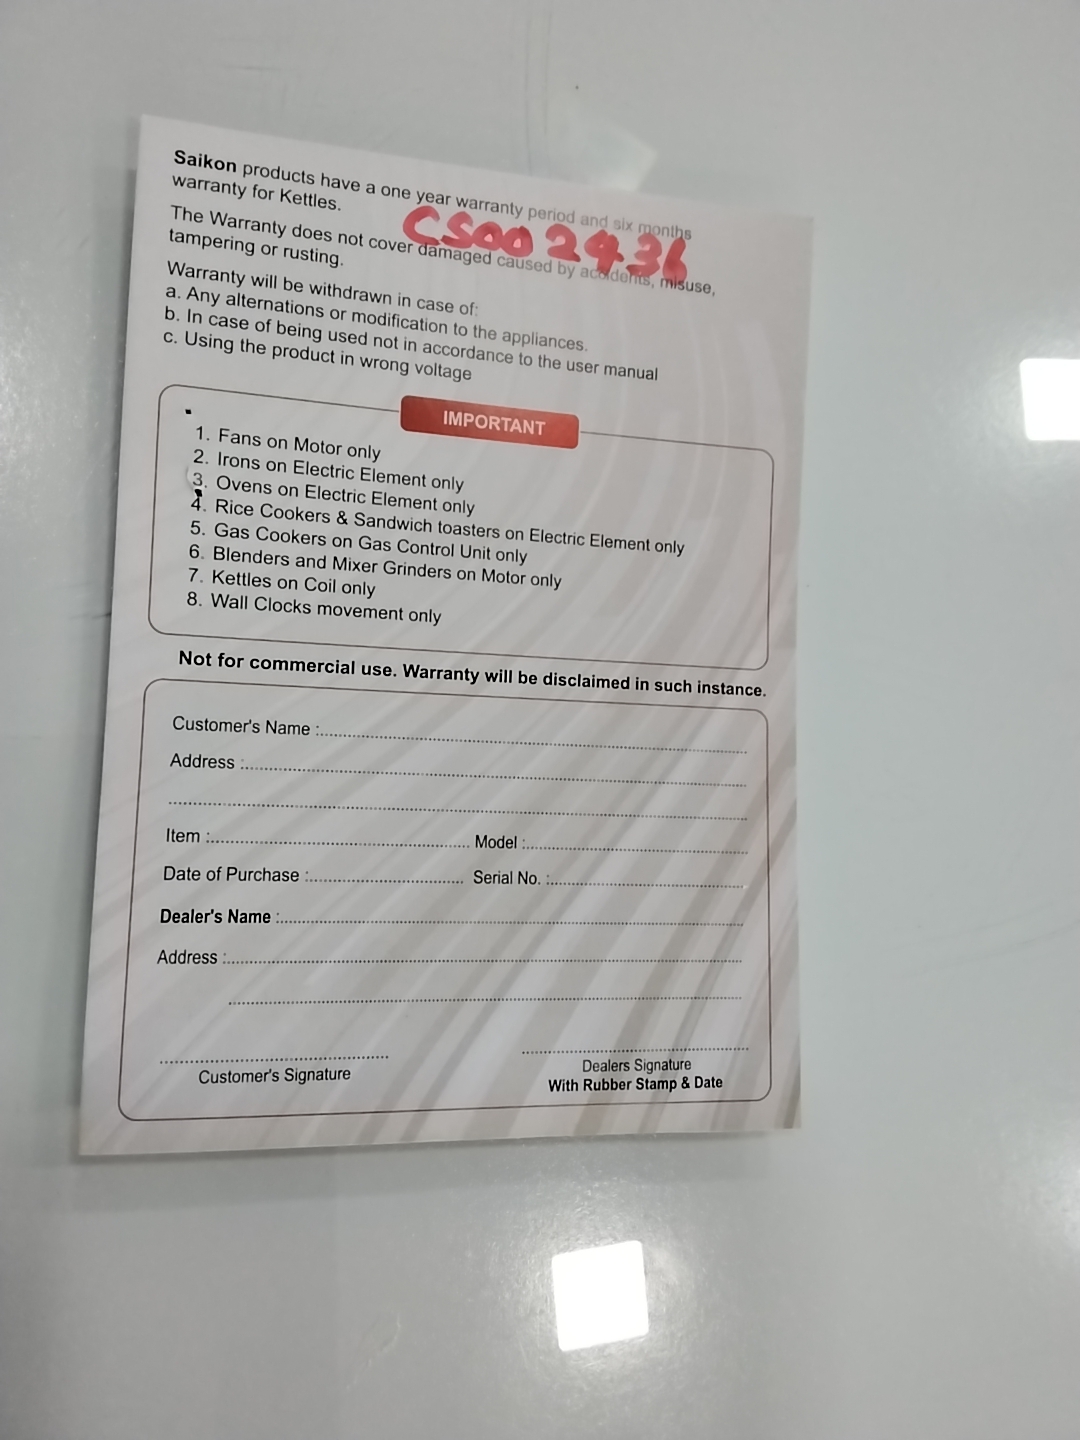 Saikon products have a one year warranty period and six months
warranty for Kettles.
CS002436
The Warranty does not cover damaged caused by accidents, misuse,
tampering or rusting.
Warranty will be withdrawn in case of:
a. Any alternations or modification to the appliances.
b. In case of being used not in accordance to the user manual
c. Using the product in wrong voltage
IMPORTANT
1. Fans on Motor only
2. Irons on Electric Element only
3. Ovens on Electric Element only
4. Rice Cookers & Sandwich toasters on Electric Element only
5. Gas Cookers on Gas Control Unit only
6. Blenders and Mixer Grinders on Motor only
7. Kettles on Coil only
8. Wall Clocks movement only
Not for commercial use. Warranty will be disclaimed in such instance.
Customer's Name :
Address :
Item : Model :
Date of Purchase : Serial No. :
Dealer's Name :
Address :
Customer's Signature
Dealers Signature
With Rubber Stamp & Date